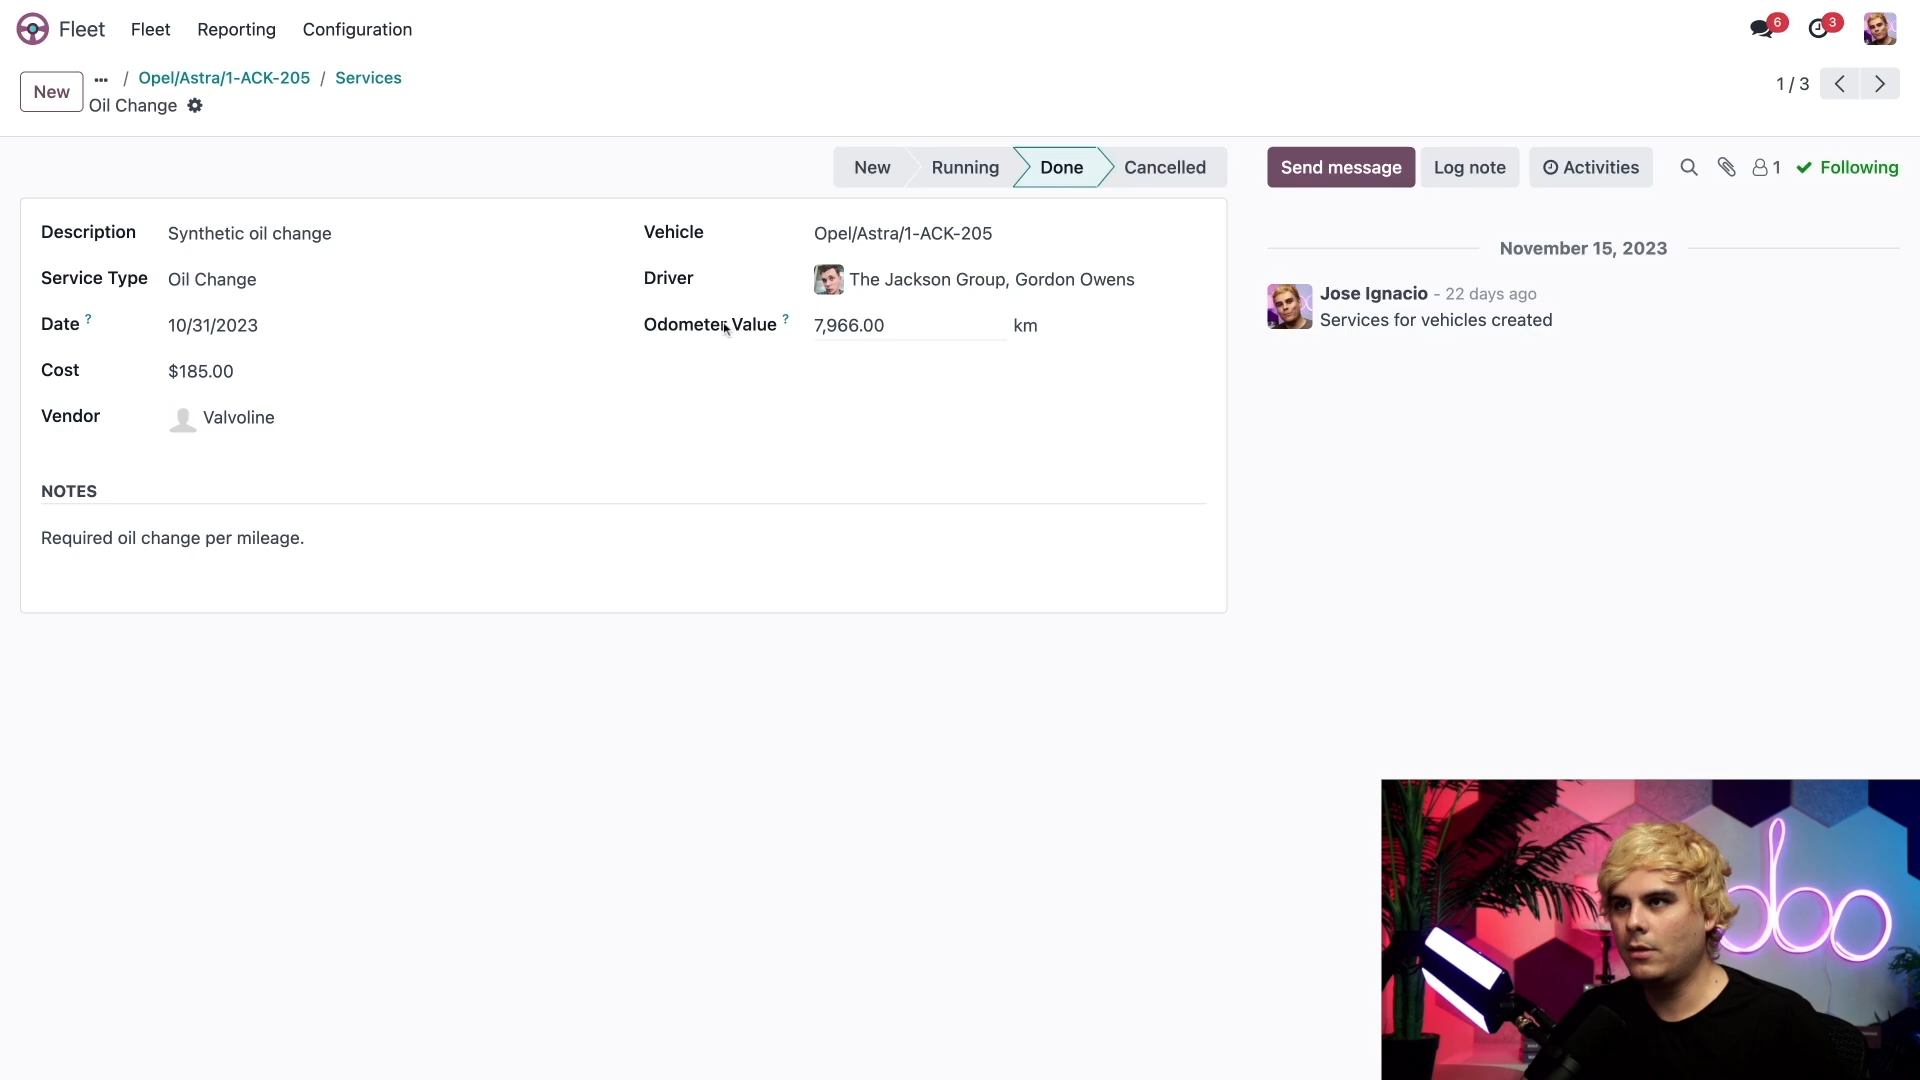 Fleet Fleet Reporting Configuration 6 3
New ... / Opel/Astra/1-ACK-205 / Services
Oil Change
1 / 3
New Running Done Cancelled
Send message Log note Activities 1 Following
Description Synthetic oil change
Service Type Oil Change
Date ? 10/31/2023
Cost $185.00
Vendor Valvoline
Vehicle Opel/Astra/1-ACK-205
Driver The Jackson Group, Gordon Owens
Odometer Value ? 7,966.00 km
NOTES
Required oil change per mileage.
November 15, 2023
Jose Ignacio - 22 days ago
Services for vehicles created